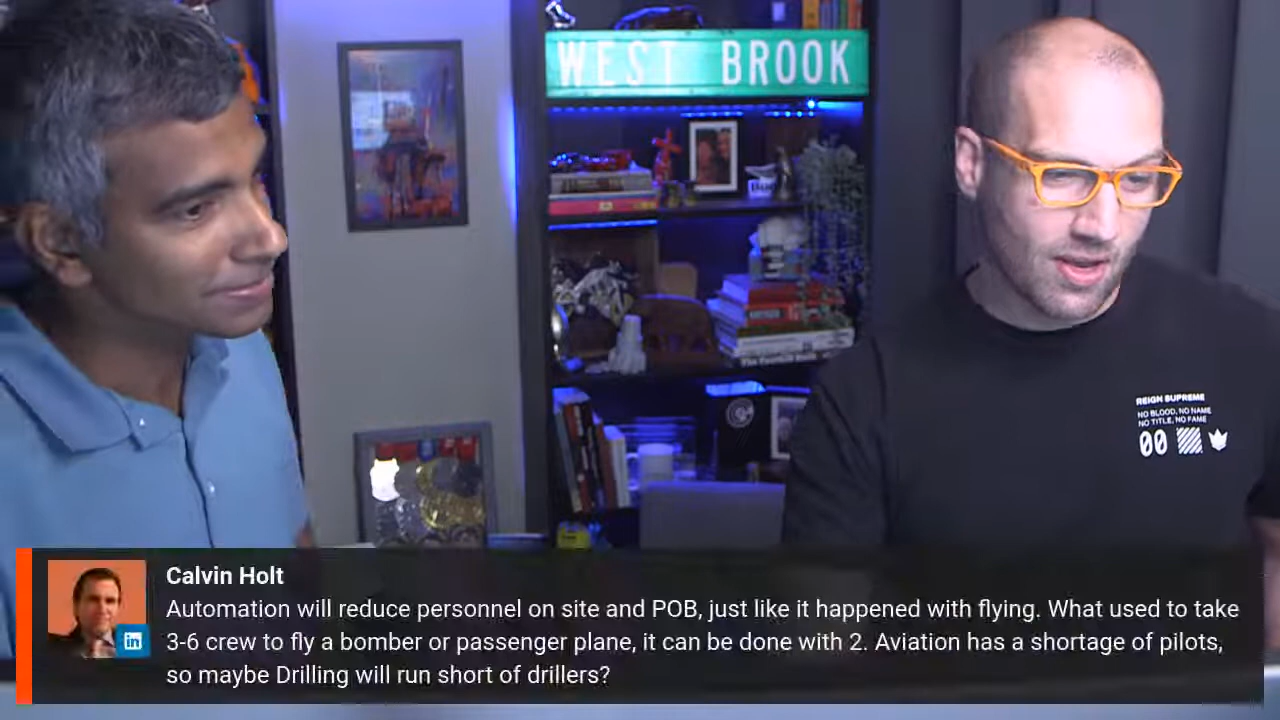 WEST BROOK
REIGN SUPREME
NO BLOOD, NO NAME
NO TITLE, NO FAME
00
Calvin Holt
in
Automation will reduce personnel on site and POB, just like it happened with flying. What used to take
3-6 crew to fly a bomber or passenger plane, it can be done with 2. Aviation has a shortage of pilots,
so maybe Drilling will run short of drillers?